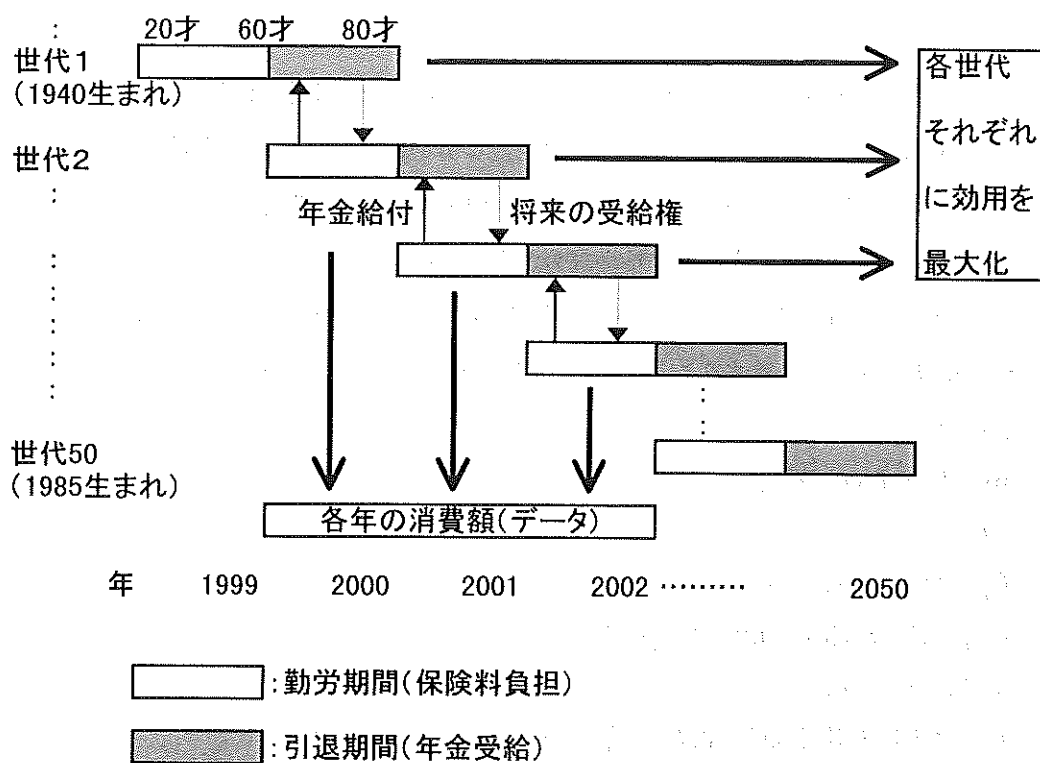 :
20才 60才 80才
世代1
(1940生まれ)
各世代
それぞれ
に効用を
最大化
世代2
:
年金給付
将来の受給権
:
:
:
:
:
:
:
世代50
(1985生まれ)
各年の消費額(データ)
年 1999 2000 2001 2002 ⋯⋯⋯ 2050
:勤労期間(保険料負担)
:引退期間(年金受給)